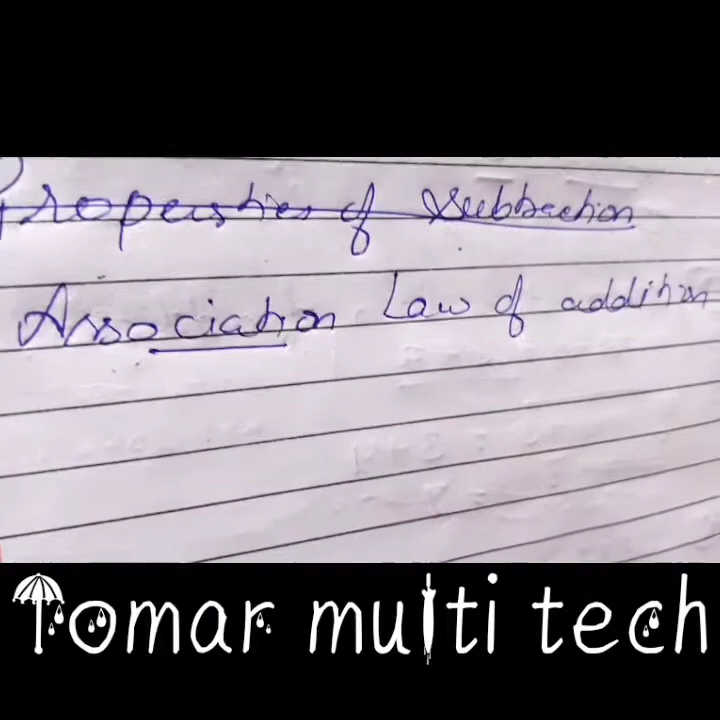 Properties of Subtraction
Association Law of addition
Tomar multi tech